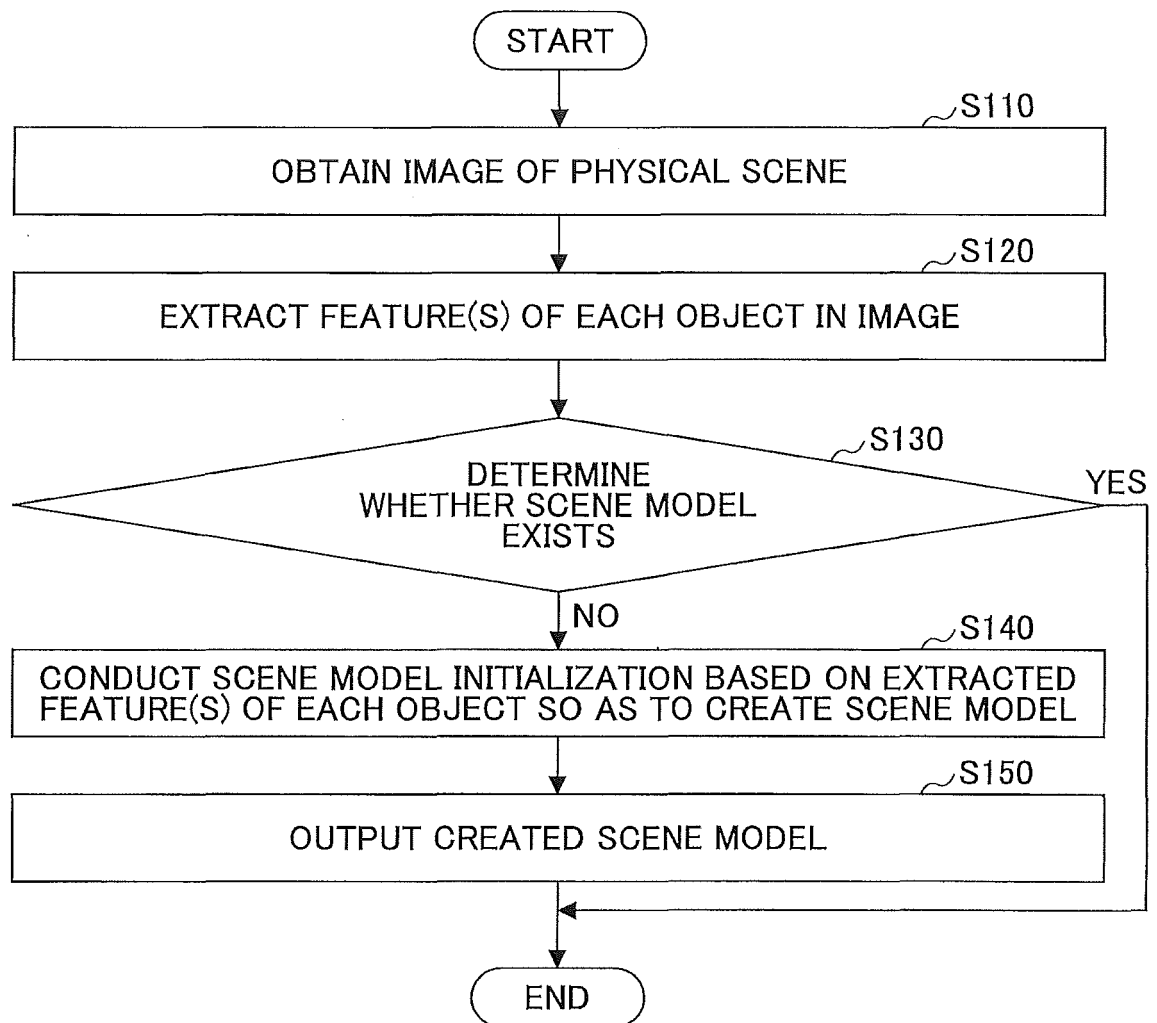 START
S110
OBTAIN IMAGE OF PHYSICAL SCENE
S120
EXTRACT FEATURE(S) OF EACH OBJECT IN IMAGE
S130
DETERMINE
WHETHER SCENE MODEL
EXISTS
YES
NO
S140
CONDUCT SCENE MODEL INITIALIZATION BASED ON EXTRACTED
FEATURE(S) OF EACH OBJECT SO AS TO CREATE SCENE MODEL
S150
OUTPUT CREATED SCENE MODEL
END